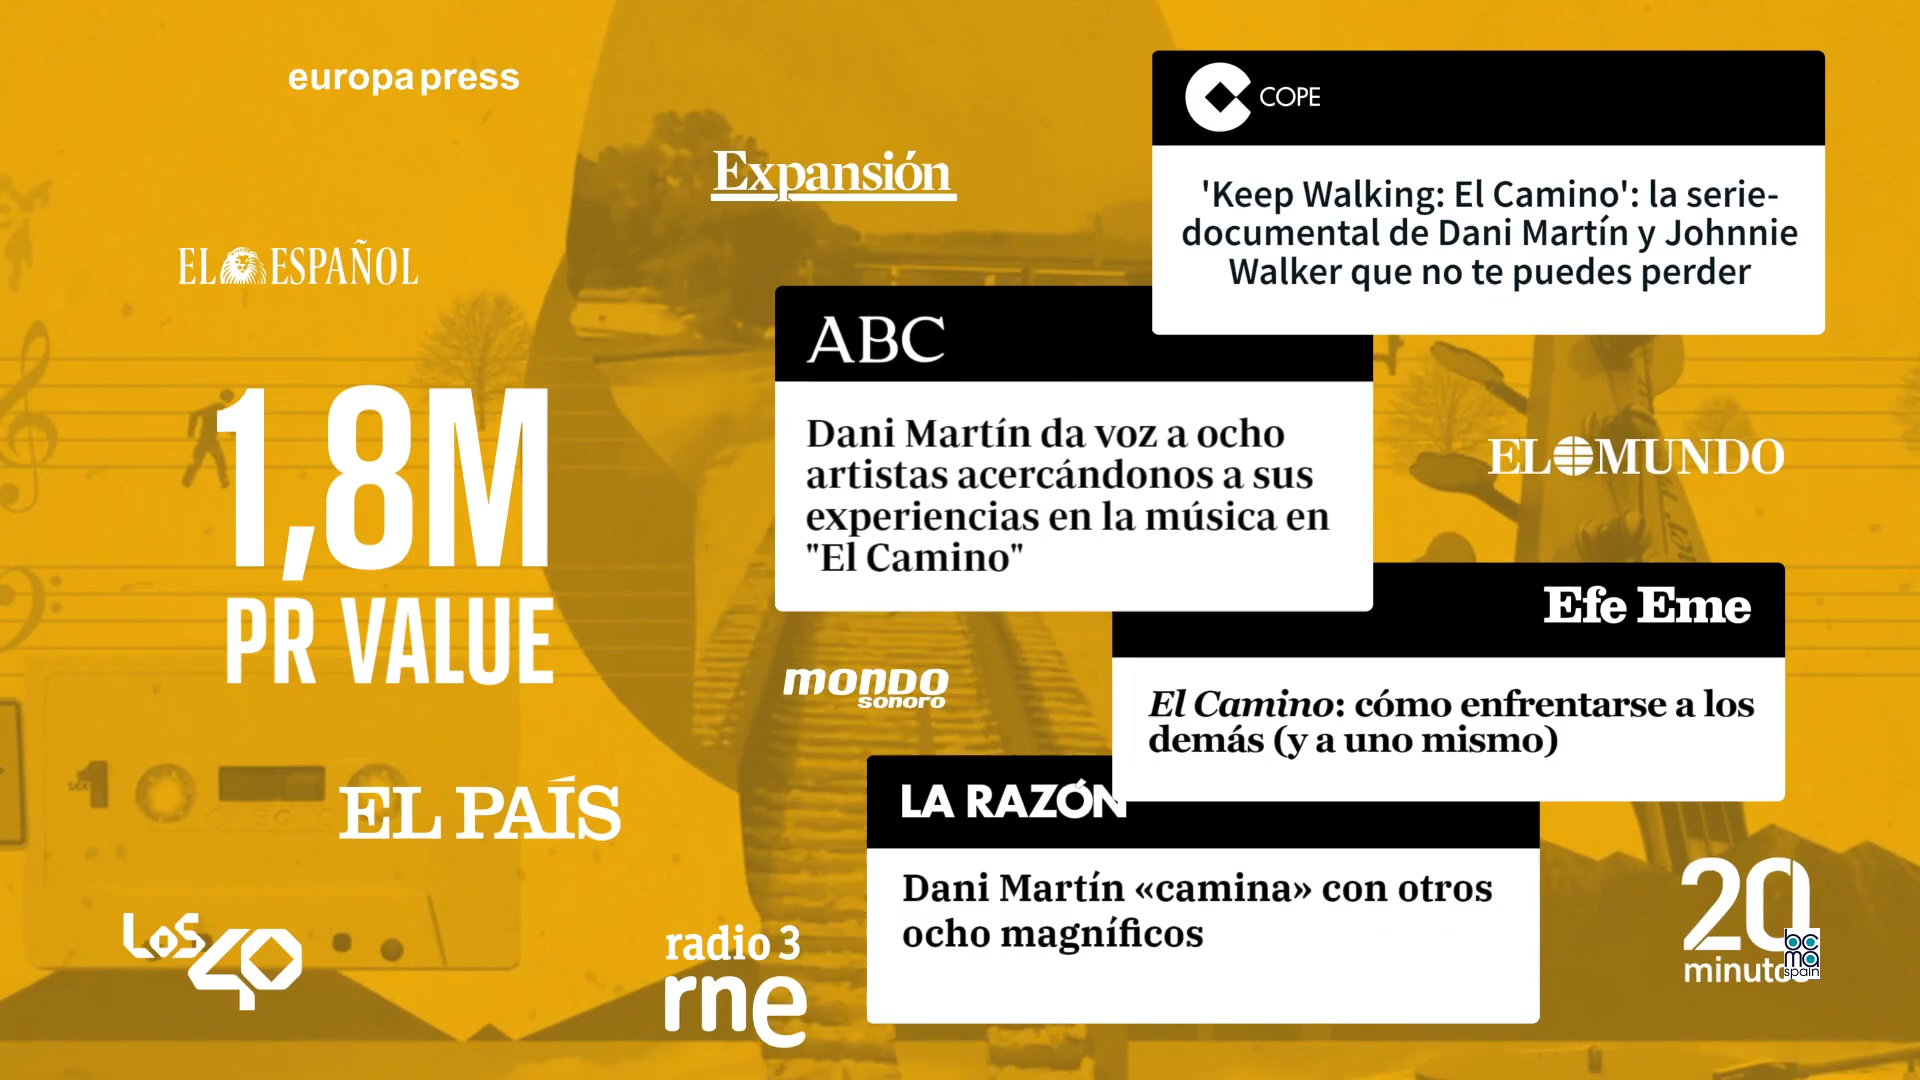 europa press
Expansión
EL ESPAÑOL
1,8M
PR VALUE
EL PAÍS
LOS 40
radio 3
rne
mondo
sonoro
COPE
'Keep Walking: El Camino': la serie-
documental de Dani Martín y Johnnie
Walker que no te puedes perder
ABC
Dani Martín da voz a ocho
artistas acercándonos a sus
experiencias en la música en
"El Camino"
EL MUNDO
Efe Eme
El Camino: cómo enfrentarse a los
demás (y a uno mismo)
LA RAZÓN
Dani Martín «camina» con otros
ocho magníficos
20
minutos
bc
ma
spain
1